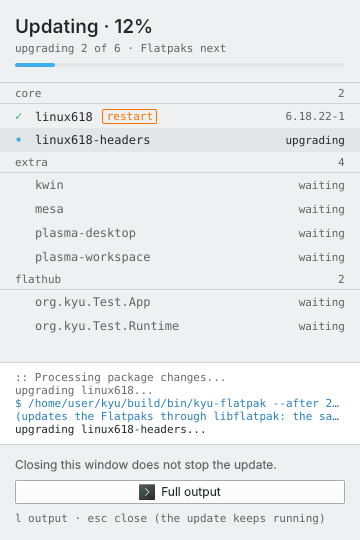 Updating · 12%
upgrading 2 of 6 · Flatpaks next
core 2
✓ linux618 restart 6.18.22-1
• linux618-headers upgrading
extra 4
kwin waiting
mesa waiting
plasma-desktop waiting
plasma-workspace waiting
flathub 2
org.kyu.Test.App waiting
org.kyu.Test.Runtime waiting
:: Processing package changes...
upgrading linux618...
$ /home/user/kyu/build/bin/kyu-flatpak --after 2…
(updates the Flatpaks through libflatpak: the sa…
upgrading linux618-headers...
Closing this window does not stop the update.
Full output
l output · esc close (the update keeps running)